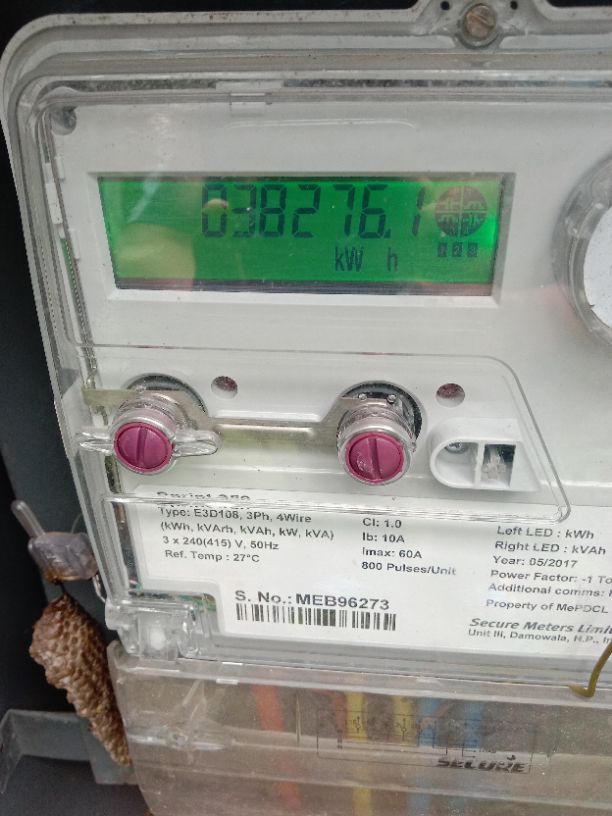 038276.1
kW h
Type: E3D106, 3Ph, 4Wire
(kWh, kVArh, kVAh, kW, kVA)
3 x 240(415) V, 50Hz
Ref. Temp : 27°C
Cl: 1.0
Ib: 10A
Imax: 60A
800 Pulses/Unit
Left LED : kWh
Right LED : kVAh
Year: 05/2017
Power Factor: -1 To
Additional comms:
Property of MePDCL
S. No.: MEB96273
Secure Meters Limi
Unit III, Damowala, H.P.,
SECURE